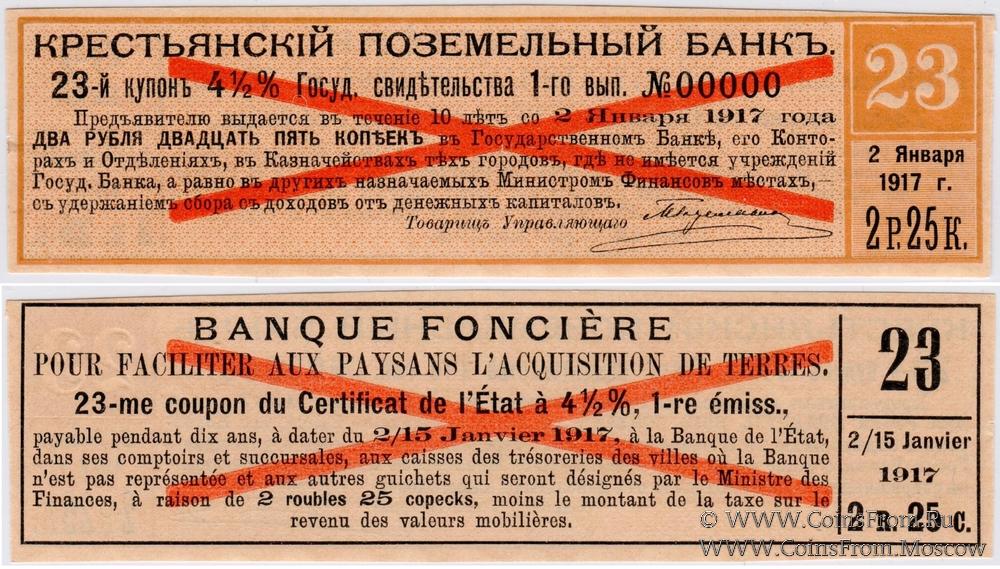 КРЕСТЬЯНСКІЙ ПОЗЕМЕЛЬНЫЙ БАНКЪ.
23-й купонъ 4½% Госуд. свидѣтельства 1-го вып. №00000
Предъявителю выдается въ теченіе 10 лѣтъ со 2 Января 1917 года
ДВА РУБЛЯ ДВАДЦАТЬ ПЯТЬ КОПѢЕКЪ въ Государственномъ Банкѣ, его Конто-
рахъ и Отдѣленіяхъ, въ Казначействахъ тѣхъ городовъ, гдѣ не имѣется учрежденій
Госуд. Банка, а равно въ другихъ назначаемыхъ Министромъ Финансовъ мѣстахъ,—
съ удержаніемъ сбора съ доходовъ отъ денежныхъ капиталовъ.
Товарищъ Управляющаго
23
2 Января
1917 г.
2 Р. 25 К.
BANQUE FONCIÈRE
POUR FACILITER AUX PAYSANS L'ACQUISITION DE TERRES.
23-me coupon du Certificat de l'État à 4½%, 1-re émiss.,
payable pendant dix ans, à dater du 2/15 Janvier 1917, à la Banque de l'État,
dans ses comptoirs et succursales, aux caisses des trésoreries des villes où la Banque
n'est pas représentée et aux autres guichets qui seront désignés par le Ministre des
Finances, à raison de 2 roubles 25 copecks, moins le montant de la taxe sur le
revenu des valeurs mobilières.
23
2/15 Janvier
1917
2 R. 25 C.
© WWW.COINSFROM.RU
WWW.COINSFROM.MOSCOW